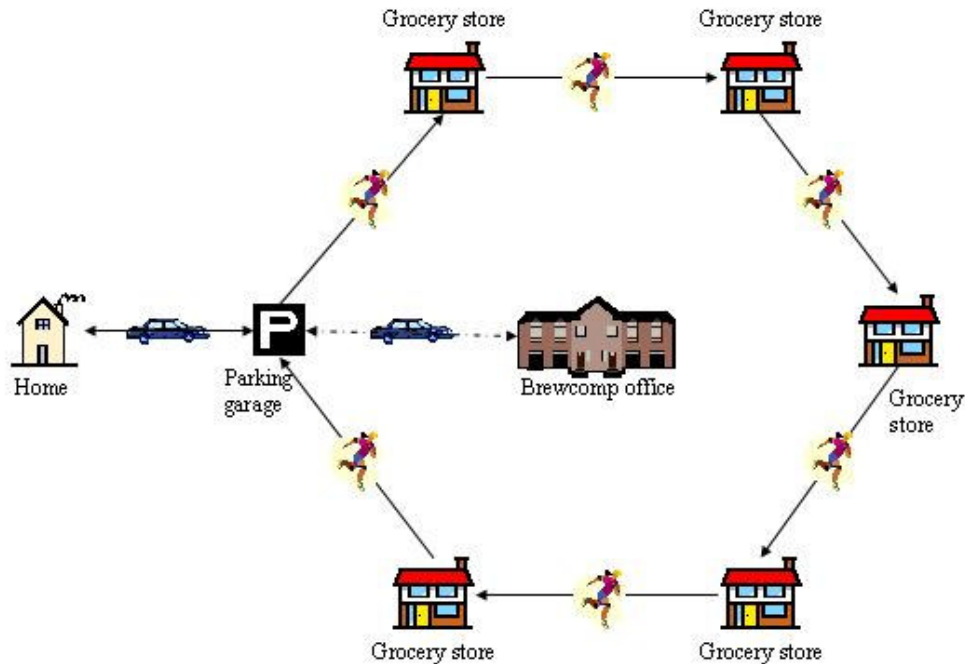 Grocery store
Grocery store
P
Home
Parking
garage
Brewcomp office
Grocery
store
Grocery store
Grocery store